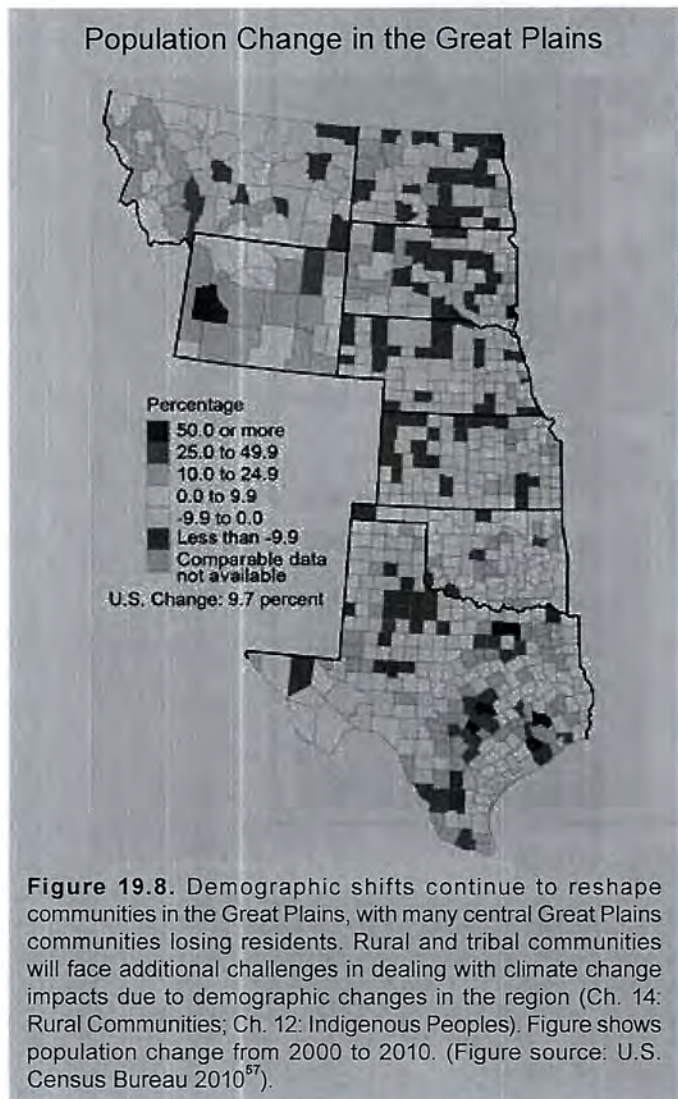 Population Change in the Great Plains
Percentage
50.0 or more
25.0 to 49.9
10.0 to 24.9
0.0 to 9.9
-9.9 to 0.0
Less than -9.9
Comparable data
not available
U.S. Change: 9.7 percent
Figure 19.8. Demographic shifts continue to reshape
communities in the Great Plains, with many central Great Plains
communities losing residents. Rural and tribal communities
will face additional challenges in dealing with climate change
impacts due to demographic changes in the region (Ch. 14:
Rural Communities; Ch. 12: Indigenous Peoples). Figure shows
population change from 2000 to 2010. (Figure source: U.S.
Census Bureau 2010⁵⁷).